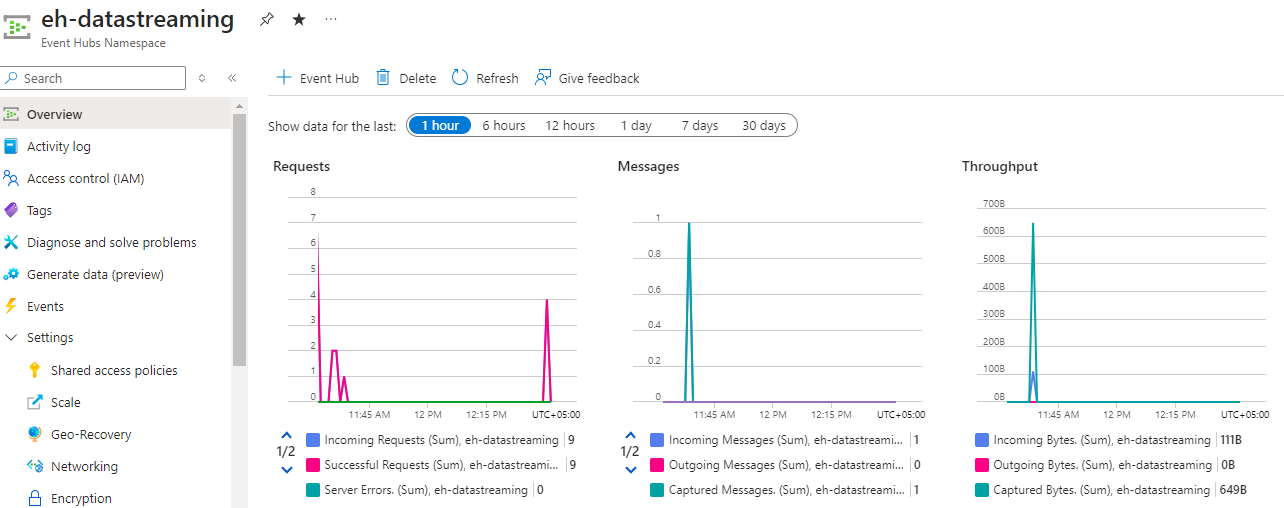 eh-datastreaming
Event Hubs Namespace
Search
Overview
Activity log
Access control (IAM)
Tags
Diagnose and solve problems
Generate data (preview)
Events
Settings
Shared access policies
Scale
Geo-Recovery
Networking
Encryption
Event Hub Delete Refresh Give feedback
Show data for the last: 1 hour 6 hours 12 hours 1 day 7 days 30 days
Requests
8
7
6
5
4
3
2
1
0
11:45 AM 12 PM 12:15 PM UTC+05:00
1/2
Incoming Requests (Sum), eh-datastreaming 9
Successful Requests (Sum), eh-datastreami... 9
Server Errors. (Sum), eh-datastreaming 0
Messages
1
0.8
0.6
0.4
0.2
0
11:45 AM 12 PM 12:15 PM UTC+05:00
1/2
Incoming Messages (Sum), eh-datastreami... 1
Outgoing Messages (Sum), eh-datastreami... 0
Captured Messages. (Sum), eh-datastreami... 1
Throughput
700B
600B
500B
400B
300B
200B
100B
0B
11:45 AM 12 PM 12:15 PM UTC+05:00
Incoming Bytes. (Sum), eh-datastreaming 111B
Outgoing Bytes. (Sum), eh-datastreaming 0B
Captured Bytes. (Sum), eh-datastreaming 649B